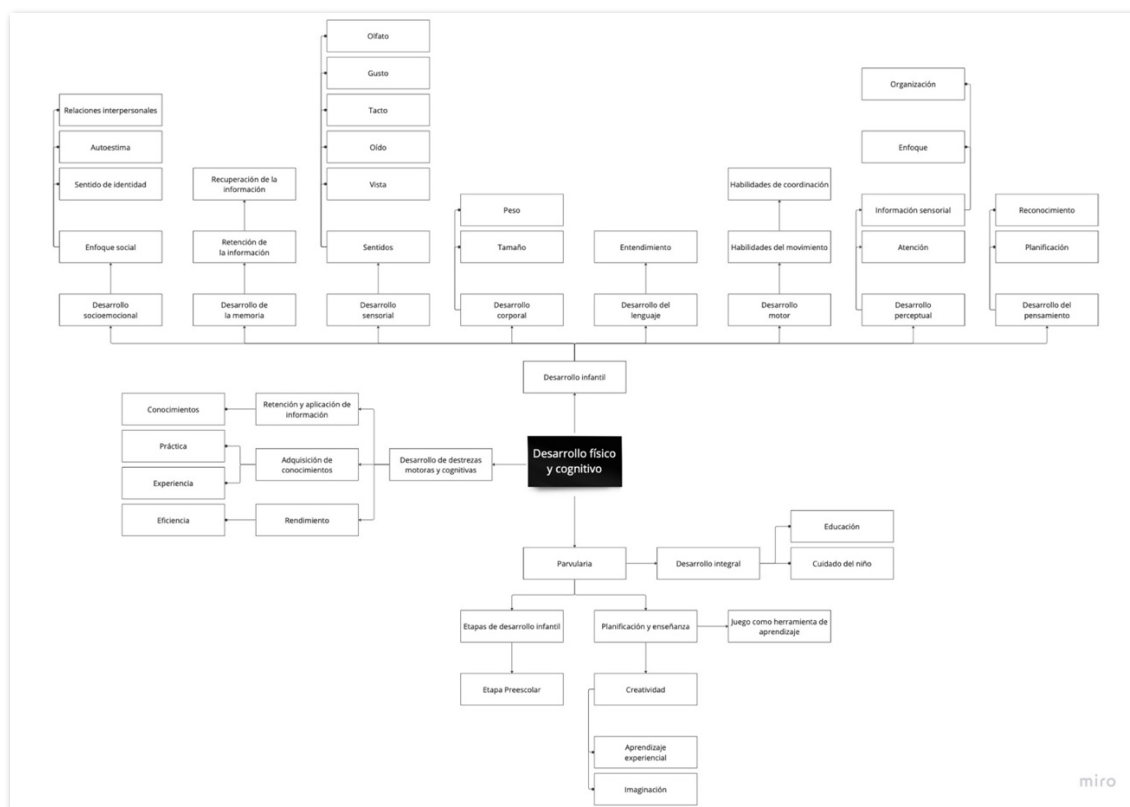 Olfato
Gusto
Tacto
Oído
Vista
Sentidos
Desarrollo
sensorial
Relaciones interpersonales
Autoestima
Sentido de identidad
Enfoque social
Desarrollo
socioemocional
Recuperación de la
información
Retención de
la información
Desarrollo de
la memoria
Peso
Tamaño
Desarrollo
corporal
Entendimiento
Desarrollo del
lenguaje
Habilidades de coordinación
Habilidades del movimiento
Desarrollo
motor
Organización
Enfoque
Información sensorial
Atención
Desarrollo
perceptual
Reconocimiento
Planificación
Desarrollo del
pensamiento
Desarrollo infantil
Desarrollo físico
y cognitivo
Desarrollo de destrezas
motoras y cognitivas
Retención y aplicación de
información
Conocimientos
Adquisición de
conocimientos
Práctica
Experiencia
Rendimiento
Eficiencia
Parvularia
Desarrollo integral
Educación
Cuidado del niño
Etapas de desarrollo infantil
Etapa Preescolar
Planificación y enseñanza
Juego como herramienta de
aprendizaje
Creatividad
Aprendizaje
experiencial
Imaginación
miro